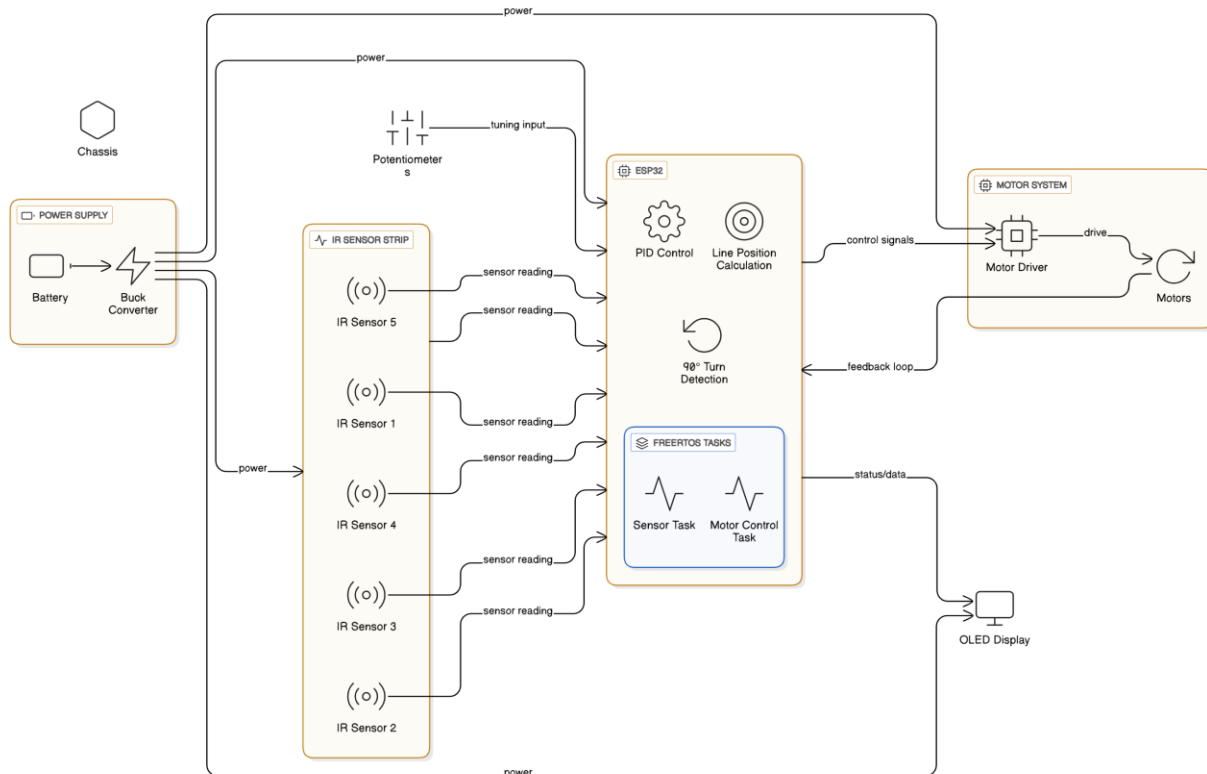 power
power
Chassis
tuning input
Potentiometer
s
POWER SUPPLY
Battery
Buck
Converter
power
IR SENSOR STRIP
IR Sensor 5
IR Sensor 1
IR Sensor 4
IR Sensor 3
IR Sensor 2
sensor reading
sensor reading
sensor reading
sensor reading
sensor reading
sensor reading
ESP32
PID Control
Line Position
Calculation
90° Turn
Detection
FREERTOS TASKS
Sensor Task
Motor Control
Task
control signals
feedback loop
status/data
MOTOR SYSTEM
Motor Driver
drive
Motors
OLED Display
power